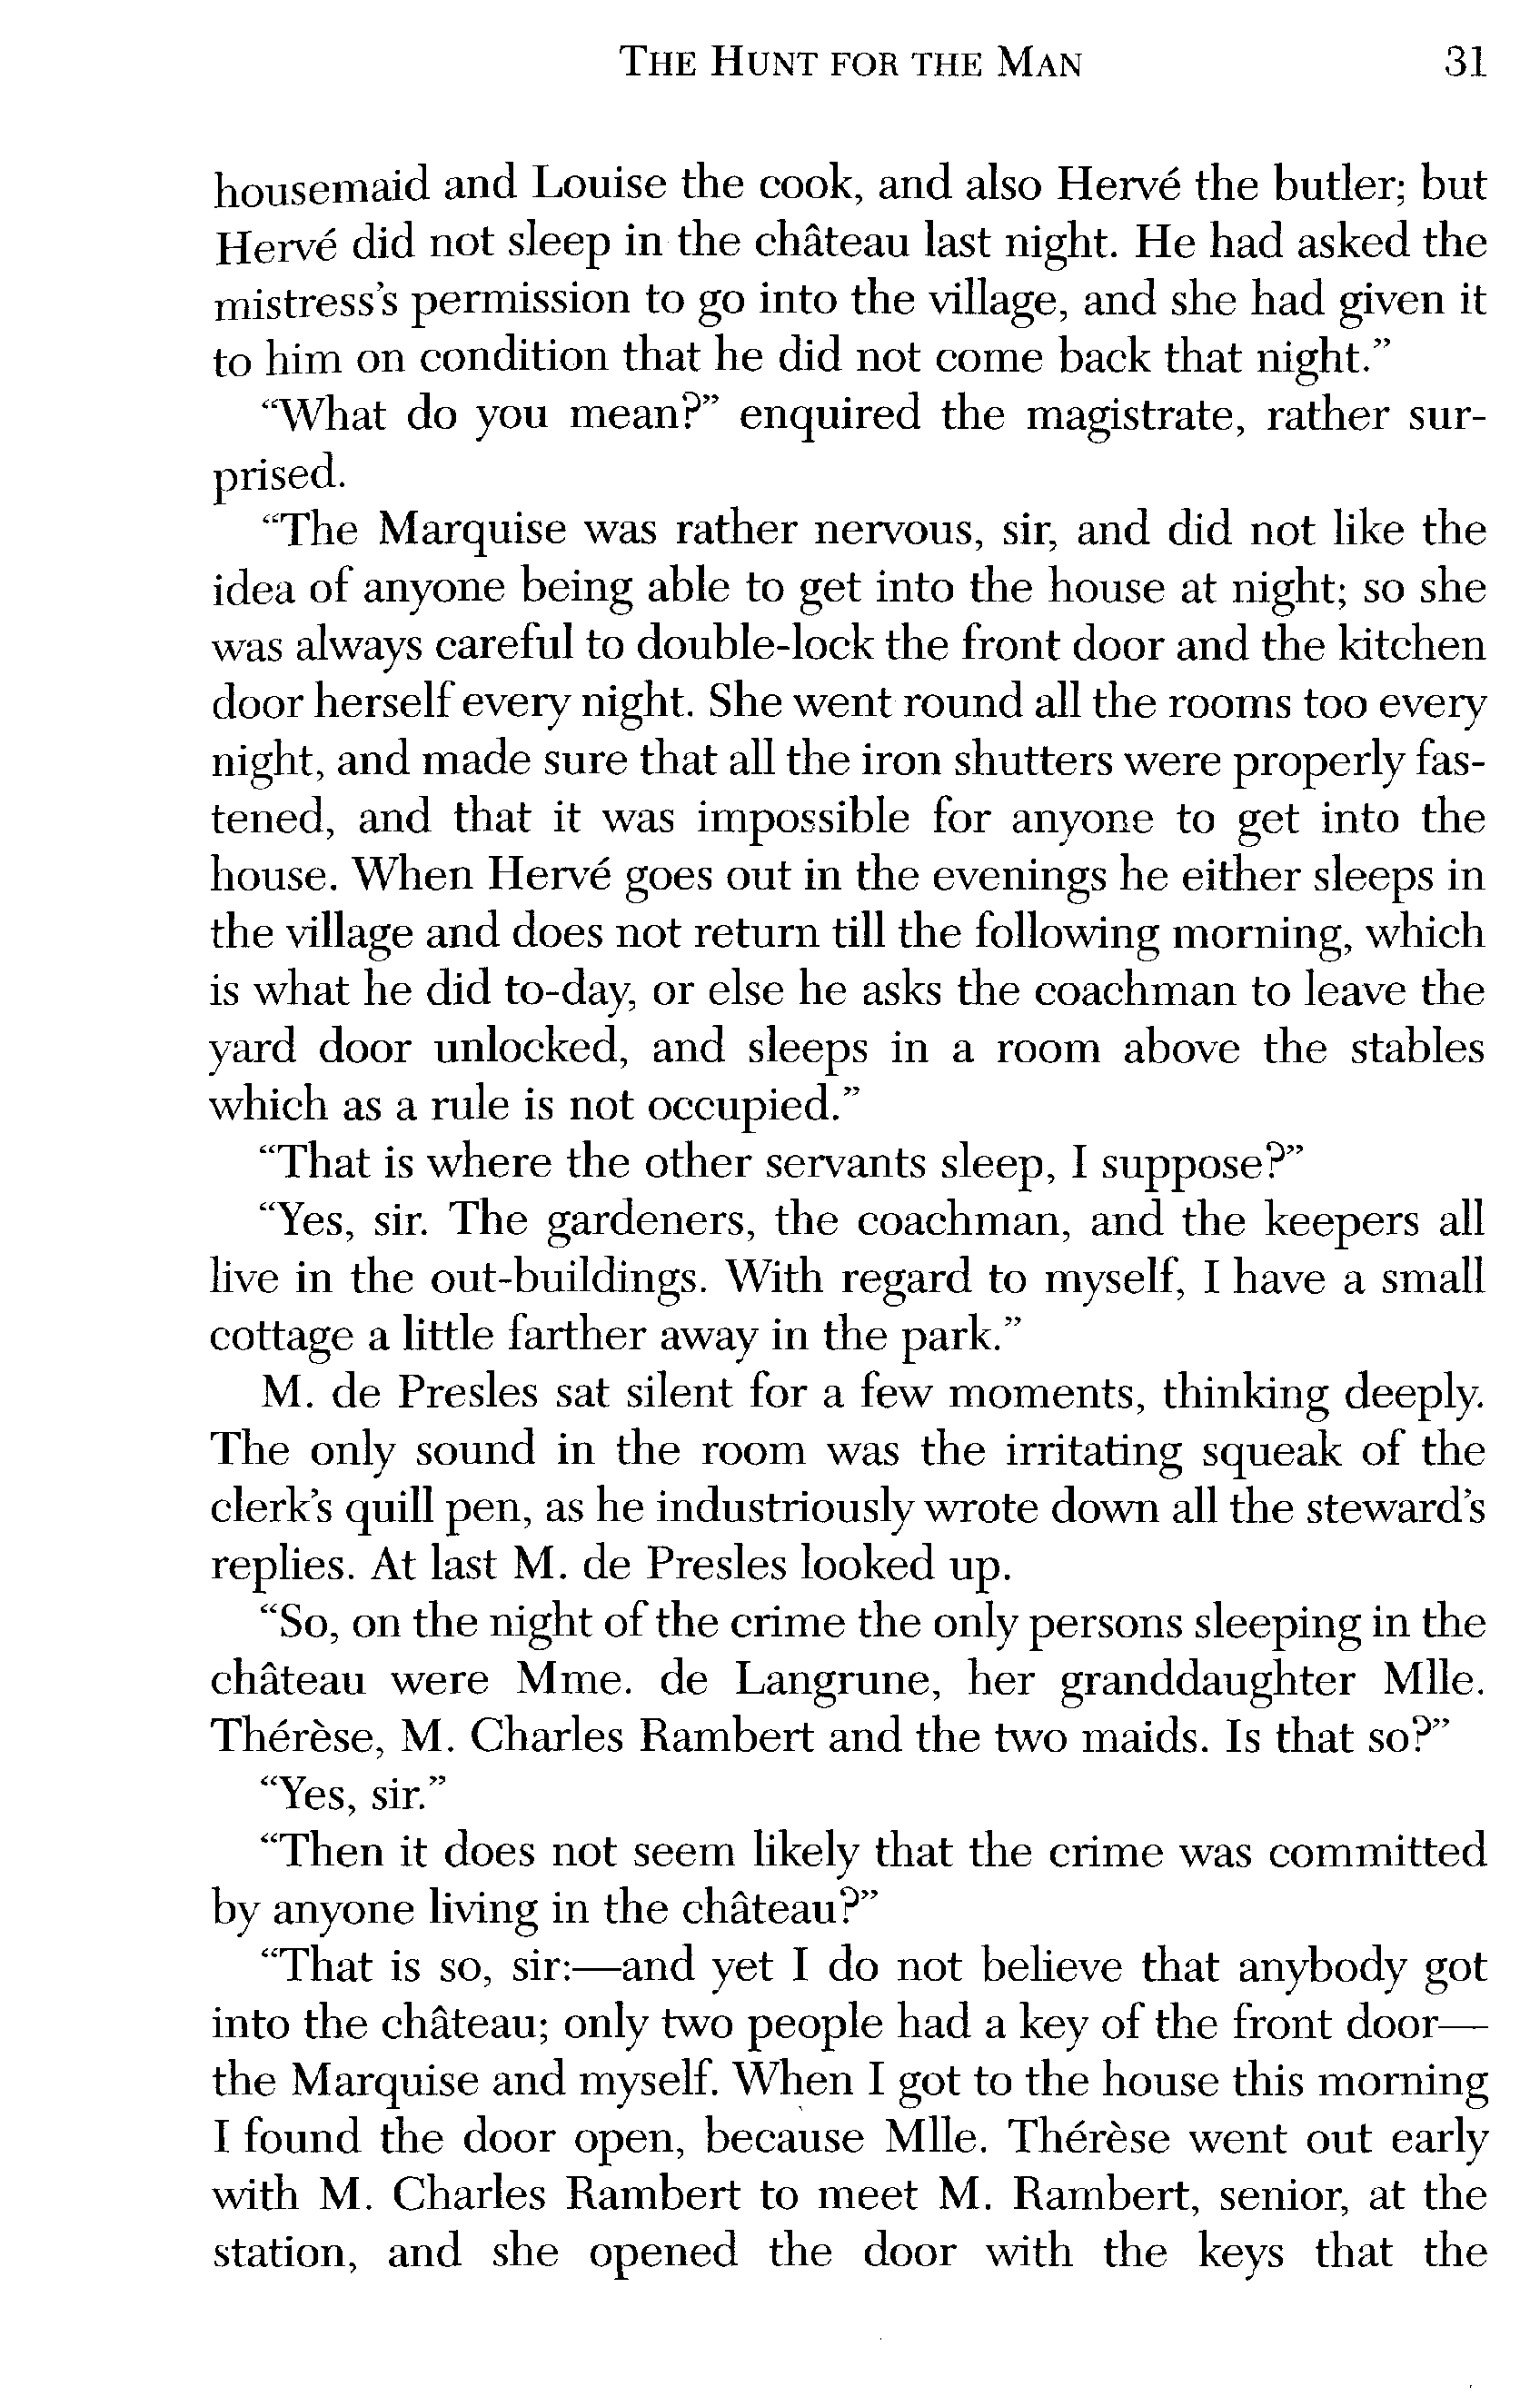 THE HUNT FOR THE MAN 31
housemaid and Louise the cook, and also Hervé the butler; but
Hervé did not sleep in the château last night. He had asked the
mistress's permission to go into the village, and she had given it
to him on condition that he did not come back that night.”
“What do you mean?” enquired the magistrate, rather sur-
prised.
“The Marquise was rather nervous, sir, and did not like the
idea of anyone being able to get into the house at night; so she
was always careful to double-lock the front door and the kitchen
door herself every night. She went round all the rooms too every
night, and made sure that all the iron shutters were properly fas-
tened, and that it was impossible for anyone to get into the
house. When Hervé goes out in the evenings he either sleeps in
the village and does not return till the following morning, which
is what he did to-day, or else he asks the coachman to leave the
yard door unlocked, and sleeps in a room above the stables
which as a rule is not occupied.”
“That is where the other servants sleep, I suppose?”
“Yes, sir. The gardeners, the coachman, and the keepers all
live in the out-buildings. With regard to myself, I have a small
cottage a little farther away in the park.”
M. de Presles sat silent for a few moments, thinking deeply.
The only sound in the room was the irritating squeak of the
clerk's quill pen, as he industriously wrote down all the steward's
replies. At last M. de Presles looked up.
“So, on the night of the crime the only persons sleeping in the
château were Mme. de Langrune, her granddaughter Mlle.
Thérèse, M. Charles Rambert and the two maids. Is that so?”
“Yes, sir.”
“Then it does not seem likely that the crime was committed
by anyone living in the château?”
“That is so, sir:—and yet I do not believe that anybody got
into the château; only two people had a key of the front door—
the Marquise and myself. When I got to the house this morning
I found the door open, because Mlle. Thérèse went out early
with M. Charles Rambert to meet M. Rambert, senior, at the
station, and she opened the door with the keys that the